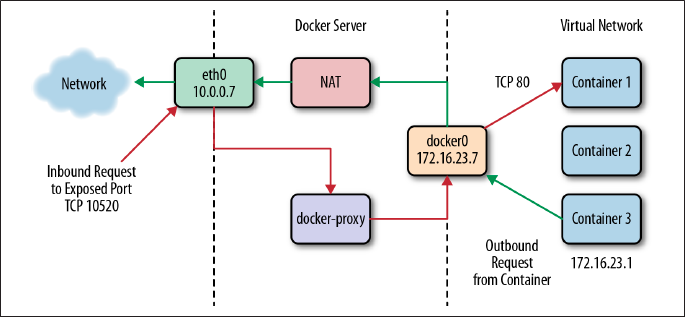 Docker Server
Virtual Network
Network
eth0
10.0.0.7
NAT
TCP 80
Container 1
docker0
172.16.23.7
Container 2
Inbound Request
to Exposed Port
TCP 10520
docker-proxy
Container 3
Outbound
Request
from Container
172.16.23.1